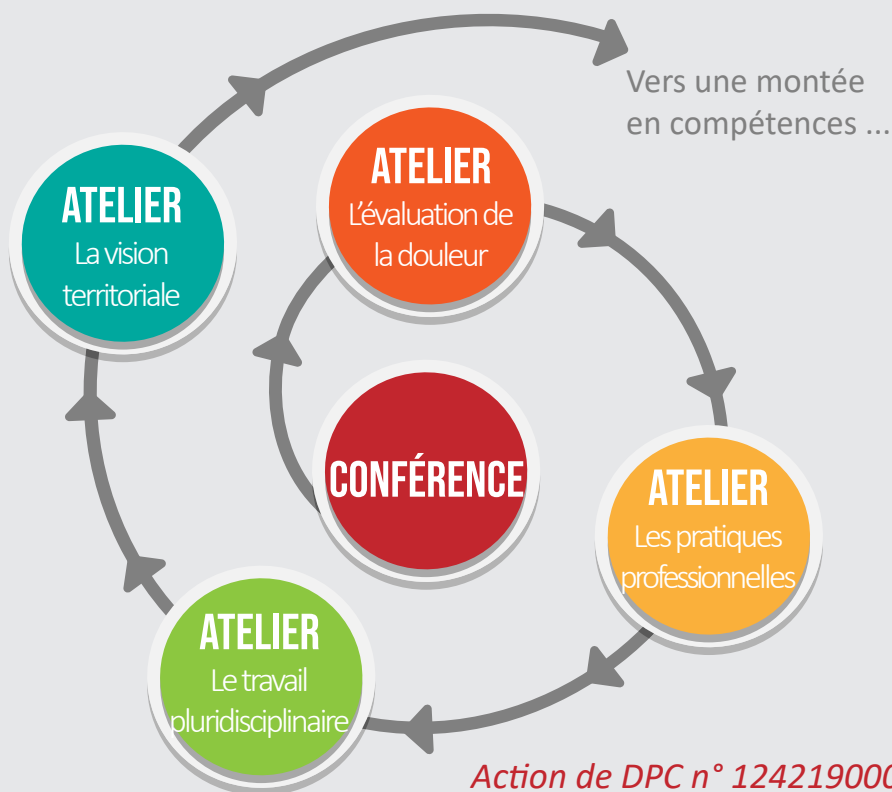 Vers une montée
en compétences ...
ATELIER
L'évaluation de
la douleur
ATELIER
La vision
territoriale
CONFÉRENCE
ATELIER
Les pratiques
professionnelles
ATELIER
Le travail
pluridisciplinaire
Action de DPC n° 124219000